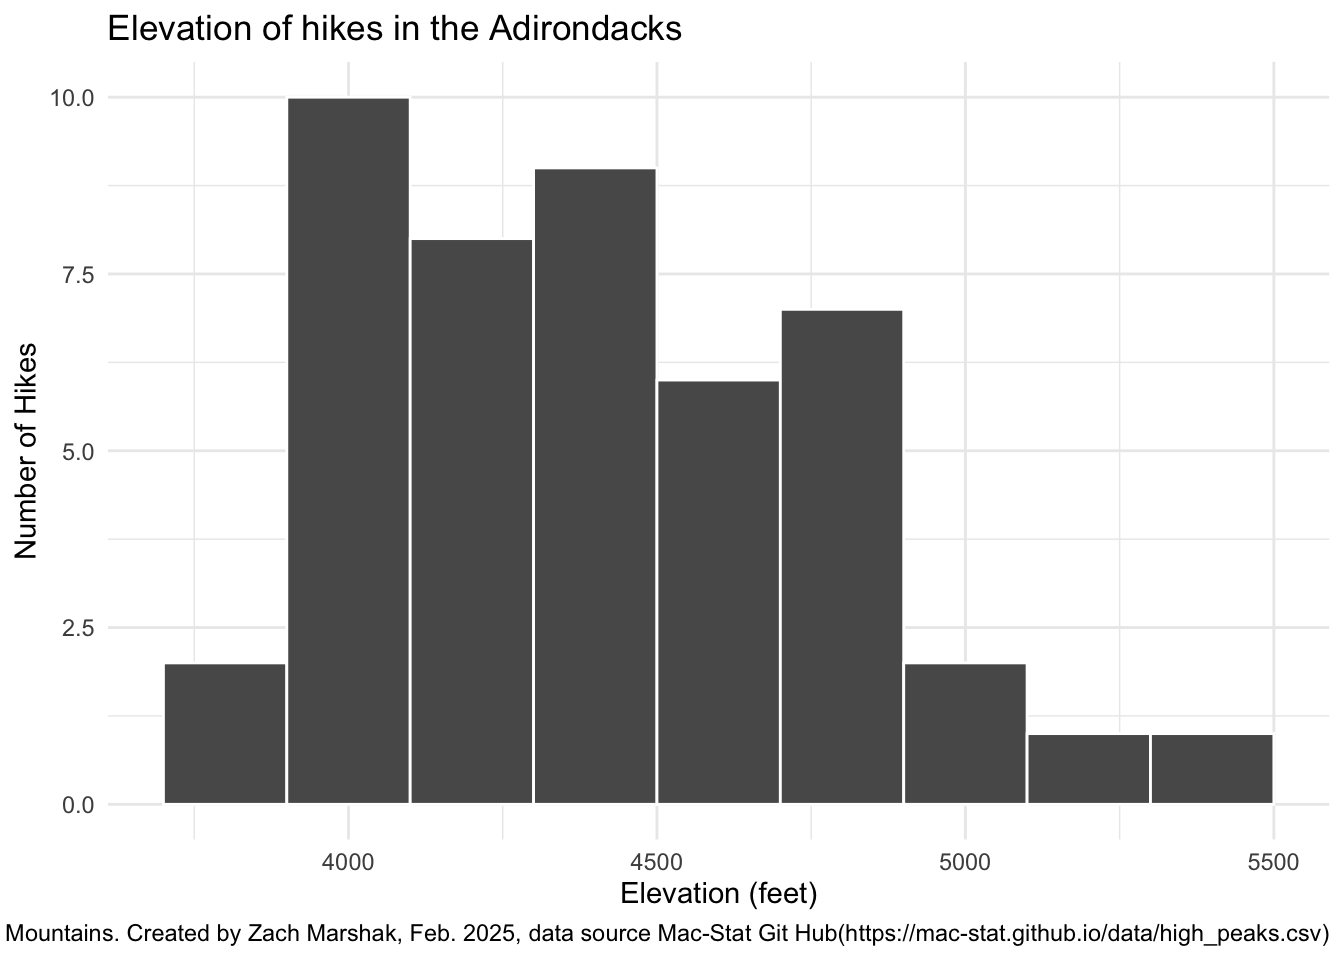 Elevation of hikes in the Adirondacks
10.0
7.5
5.0
2.5
0.0
Number of Hikes
4000 4500 5000 5500
Elevation (feet)
Mountains. Created by Zach Marshak, Feb. 2025, data source Mac-Stat Git Hub(https://mac-stat.github.io/data/high_peaks.csv)